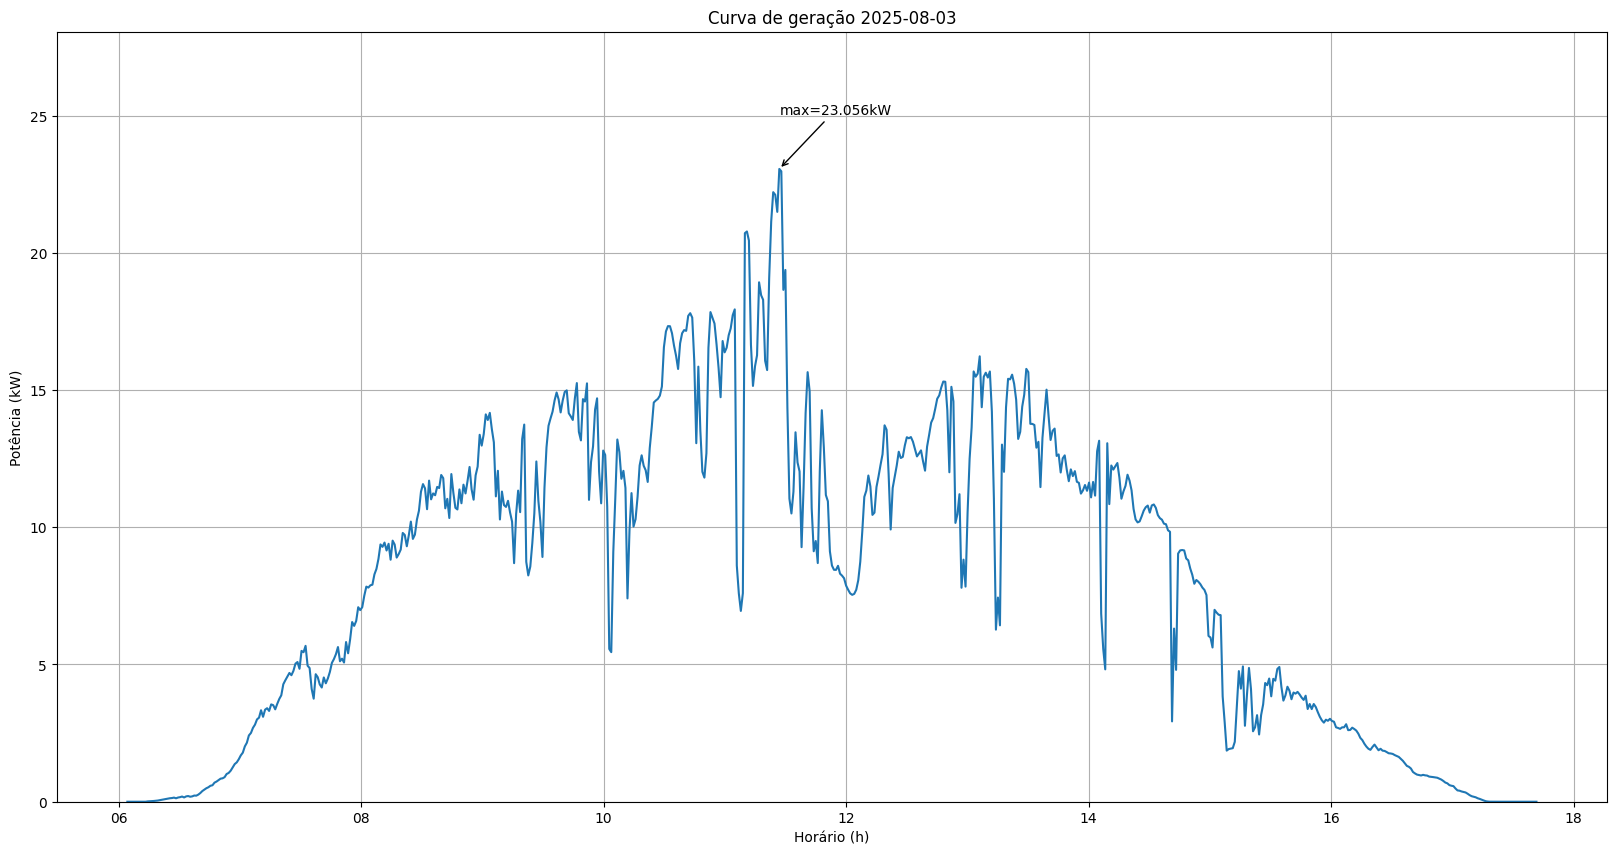 Curva de geração 2025-08-03
max=23.056kW
25
20
15
10
5
0
Potência (kW)
06 08 10 12 14 16 18
Horário (h)